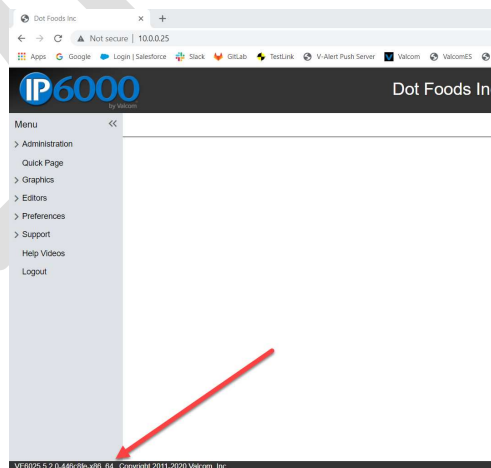 Dot Foods Inc × +
Not secure | 10.0.0.25
Apps Google Login | Salesforce Slack GitLab TestLink V-Alert Push Server Valcom ValcomES
IP6000
by Valcom
Dot Foods In
Menu
Administration
Quick Page
Graphics
Editors
Preferences
Support
Help Videos
Logout
VE6025 5.2.0-446c8fe-x86_64 Copyright 2011-2020 Valcom, Inc